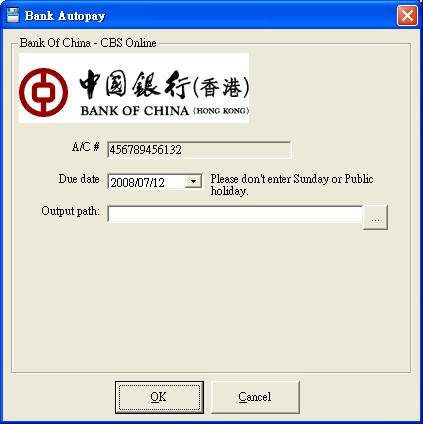 Bank Autopay
Bank Of China - CBS Online
中國銀行(香港)
BANK OF CHINA (HONG KONG)
A/C # 456789456132
Due date 2008/07/12 Please don't enter Sunday or Public
holiday.
Output path: ...
OK Cancel